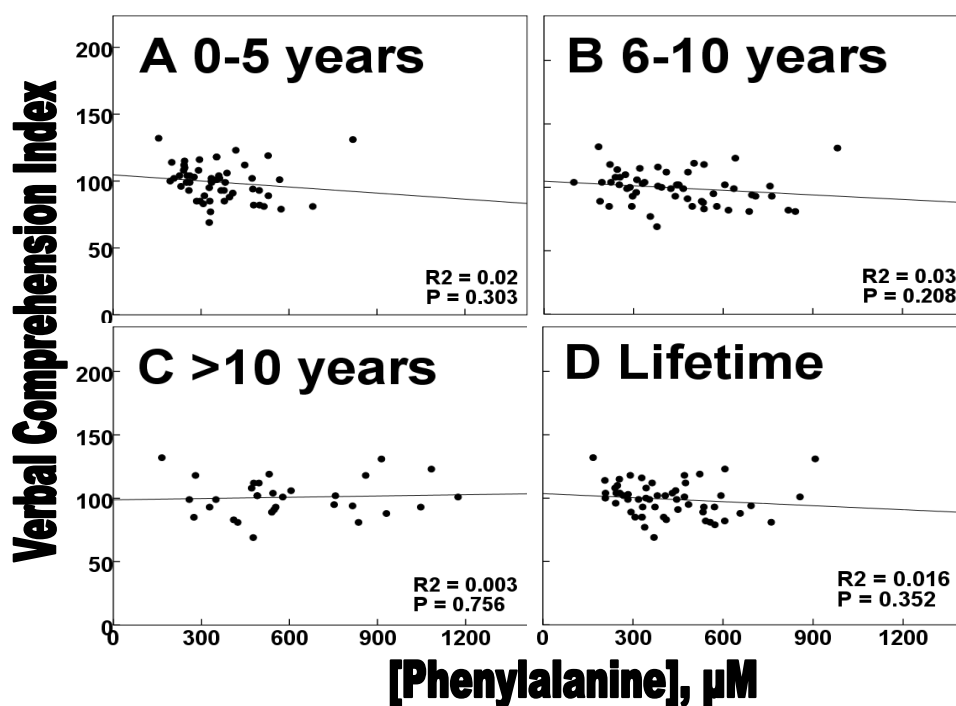 Verbal Comprehension Index
A 0-5 years
200
150
100
50
0
R2 = 0.02
P = 0.303
B 6-10 years
R2 = 0.03
P = 0.208
C >10 years
200
150
100
50
0
R2 = 0.003
P = 0.756
0 300 600 900 1200
D Lifetime
R2 = 0.016
P = 0.352
0 300 600 900 1200
[Phenylalanine], µM